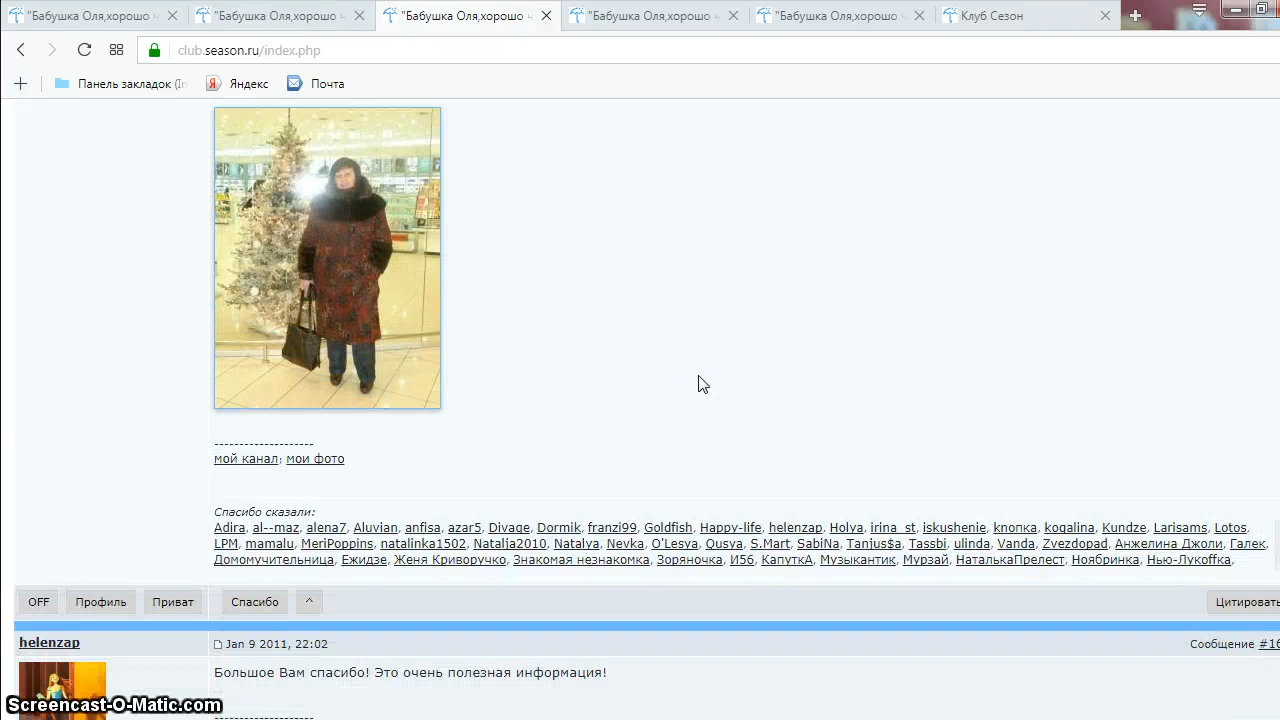 "Бабушка Оля,хорошо ч "Бабушка Оля,хорошо ч "Бабушка Оля,хорошо ч "Бабушка Оля,хорошо ч "Бабушка Оля,хорошо ч Клуб Сезон
club.season.ru/index.php
Панель закладок (In Яндекс Почта
--------------------
мой канал; мои фото
Спасибо сказали:
Adira, al--maz, alena7, Aluvian, anfisa, azar5, Divage, Dormik, franzi99, Goldfish, Happy-life, helenzap, Holya, irina_st, iskushenie, кnопка, kogalina, Kundze, Larisams, Lotos,
LPM, mamalu, MeriPoppins, natalinka1502, Natalja2010, Natalya, Nevka, O'Lesya, Qusya, S.Mart, SabiNa, Tanjus$a, Tassbi, ulinda, Vanda, Zvezdopad, Анжелина Джоли, Галек,
Домомучительница, Ежидзе, Женя Криворучко, Знакомая незнакомка, Зоряночка, И56, КапуткА, Музыкантик, Мурзай, НаталькаПрелест, Ноябринка, Нью-Лукоffка,
OFF Профиль Приват Спасибо ^ Цитировать
helenzap Jan 9 2011, 22:02 Сообщение #16
Большое Вам спасибо! Это очень полезная информация!
--------------------
Screencast-O-Matic.com